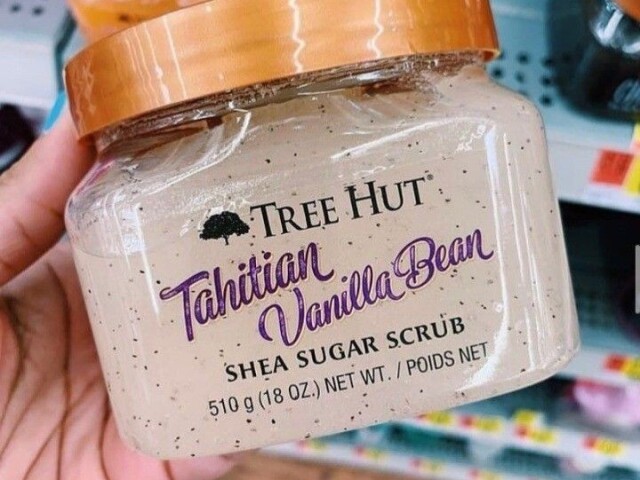 TREE HUT®
Tahitian
Vanilla Bean
SHEA SUGAR SCRUB
510 g (18 OZ.) NET WT. / POIDS NET